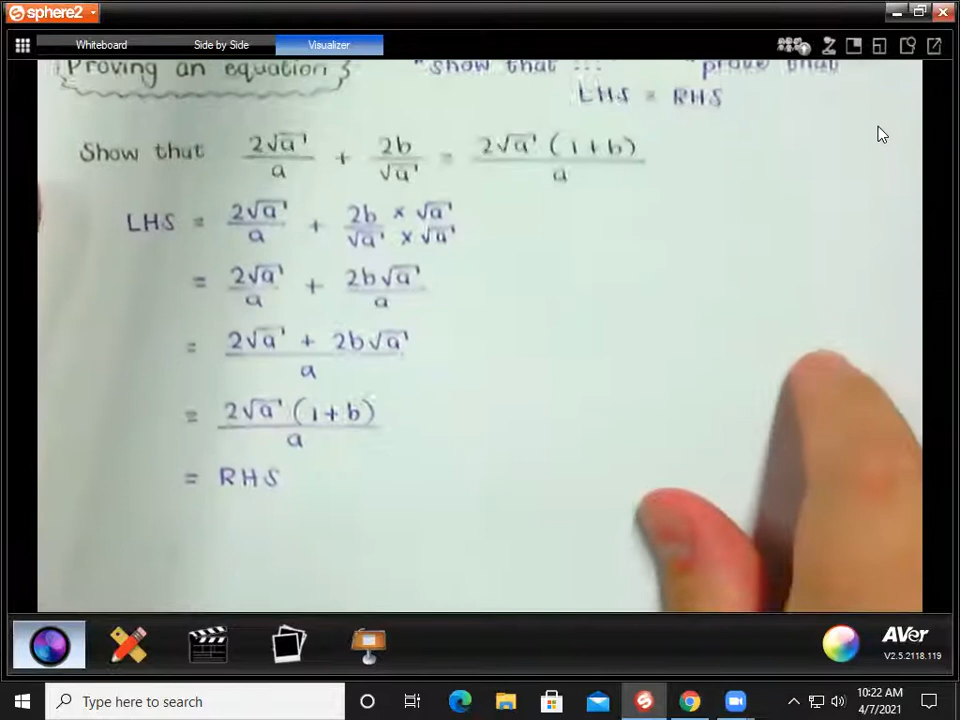 sphere2
Whiteboard Side by Side Visualizer
Proving an equation "show that ... "prove that
LHS = RHS
Show that 2√a/a + 2b/√a = 2√a (1+b)/a
LHS = 2√a/a + 2b × √a/√a × √a
= 2√a/a + 2b√a/a
= 2√a + 2b√a/a
= 2√a (1+b)/a
= RHS
AVer
V2.5.2118.119
Type here to search
10:22 AM
4/7/2021